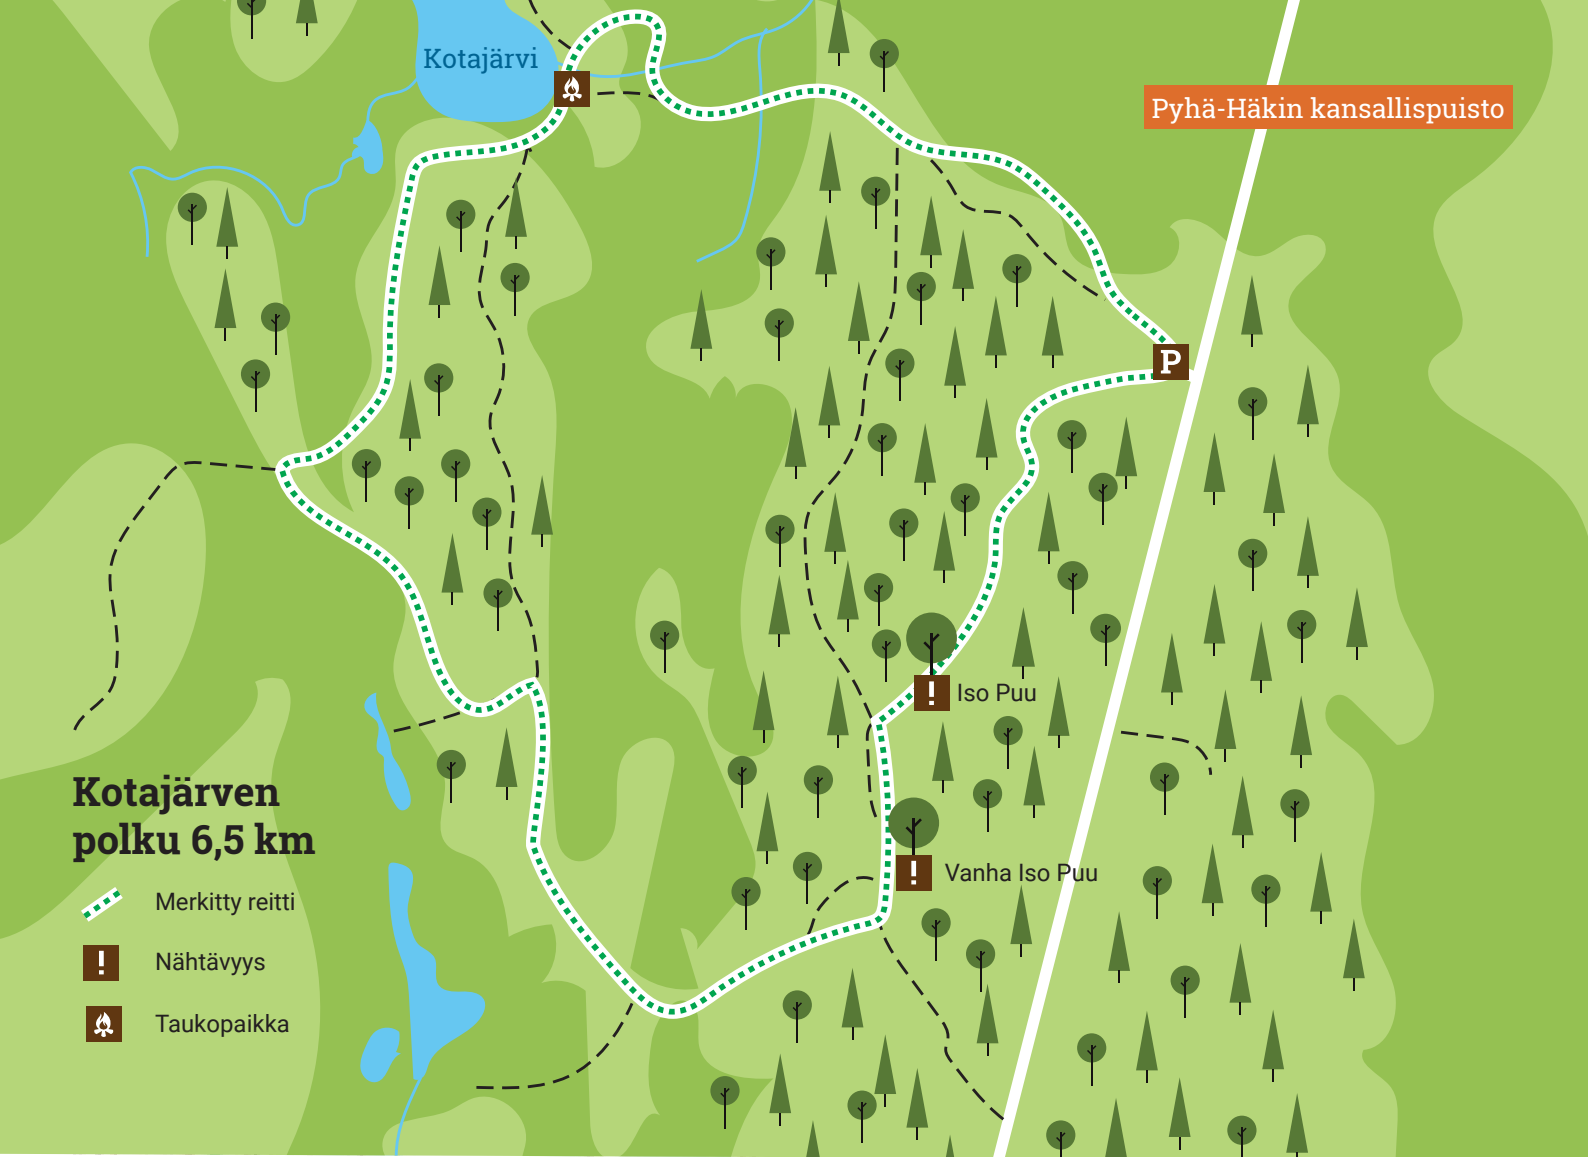 Kotajärvi
Pyhä-Häkin kansallispuisto
P
! Iso Puu
! Vanha Iso Puu
Kotajärven
polku 6,5 km
Merkitty reitti
! Nähtävyys
Taukopaikka